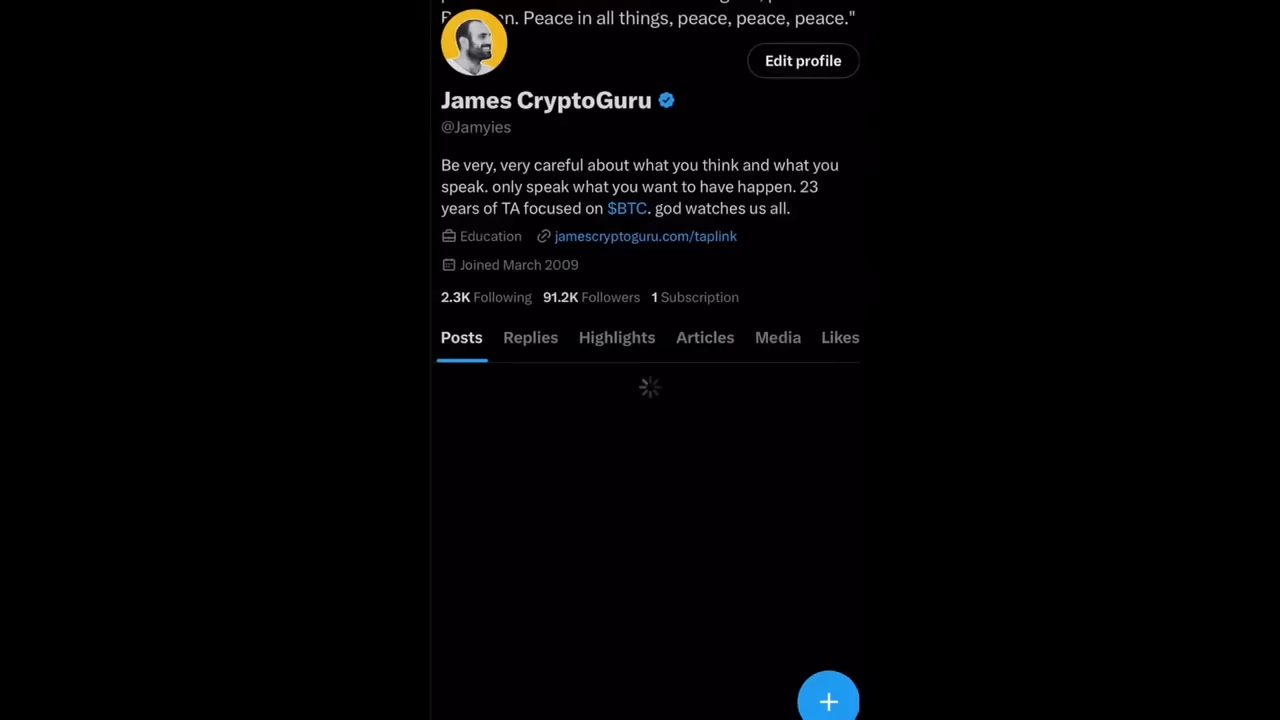 n. Peace in all things, peace, peace, peace."
Edit profile
James CryptoGuru
@Jamyies
Be very, very careful about what you think and what you
speak. only speak what you want to have happen. 23
years of TA focused on $BTC. god watches us all.
Education jamescryptoguru.com/taplink
Joined March 2009
2.3K Following 91.2K Followers 1 Subscription
Posts Replies Highlights Articles Media Likes